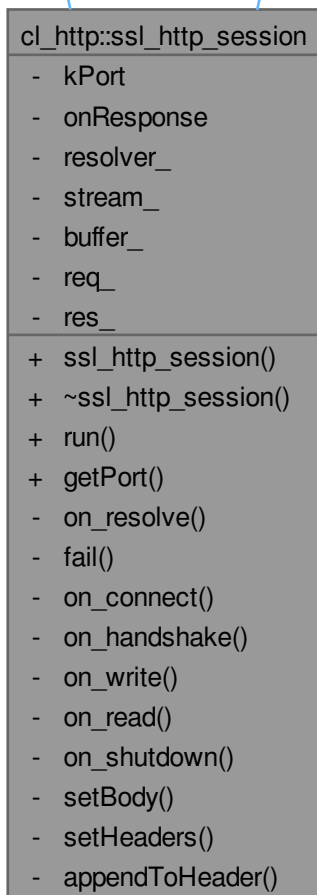 cl_http::ssl_http_session
- kPort
- onResponse
- resolver_
- stream_
- buffer_
- req_
- res_
+ ssl_http_session()
+ ~ssl_http_session()
+ run()
+ getPort()
- on_resolve()
- fail()
- on_connect()
- on_handshake()
- on_write()
- on_read()
- on_shutdown()
- setBody()
- setHeaders()
- appendToHeader()